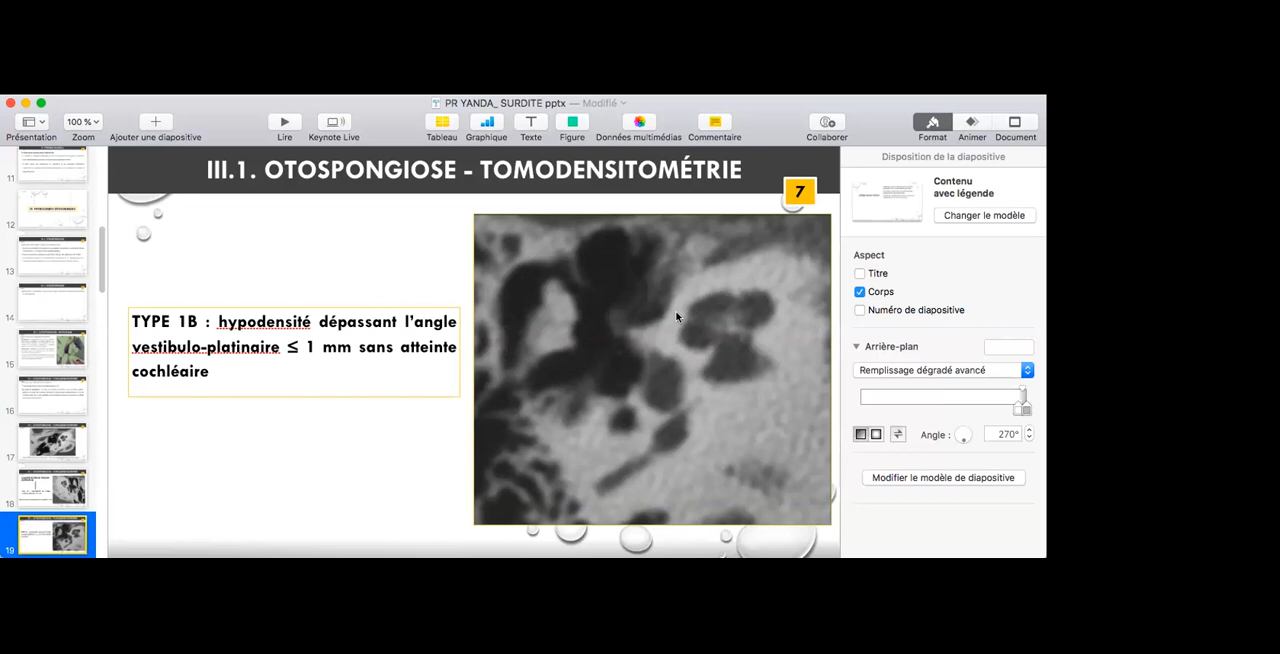 PR YANDA_ SURDITE pptx — Modifié
100 %
Présentation
Zoom
Ajouter une diapositive
Lire
Keynote Live
Tableau
Graphique
Texte
Figure
Données multimédias
Commentaire
Collaborer
Format
Animer
Document
11
12
13
14
15
16
17
18
19
III.1. OTOSPONGIOSE - TOMODENSITOMÉTRIE
7
TYPE 1B : hypodensité dépassant l'angle
vestibulo-platinaire ≤ 1 mm sans atteinte
cochléaire
Disposition de la diapositive
Contenu
avec légende
Changer le modèle
Aspect
Titre
Corps
Numéro de diapositive
Arrière-plan
Remplissage dégradé avancé
Angle :
270°
Modifier le modèle de diapositive